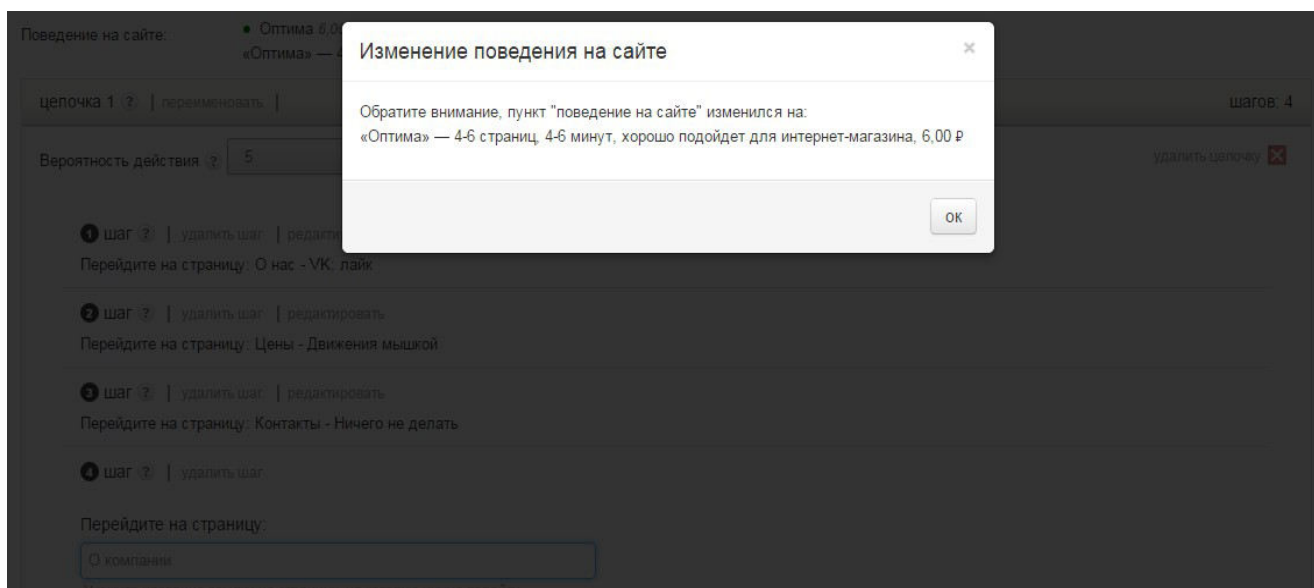 Поведение на сайте:
• Оптима 6,00
«Оптима» — 4
Изменение поведения на сайте ×
Обратите внимание, пункт "поведение на сайте" изменился на:
«Оптима» — 4-6 страниц, 4-6 минут, хорошо подойдет для интернет-магазина, 6,00 ₽
ок
цепочка 1 ? | переименовать | шагов: 4
Вероятность действия ? 5 удалить цепочку
1 шаг ? | удалить шаг | редакти
Перейдите на страницу: О нас - VK: лайк
2 шаг ? | удалить шаг | редактировать
Перейдите на страницу: Цены - Движения мышкой
3 шаг ? | удалить шаг | редактировать
Перейдите на страницу: Контакты - Ничего не делать
4 шаг ? | удалить шаг
Перейдите на страницу:
О компании